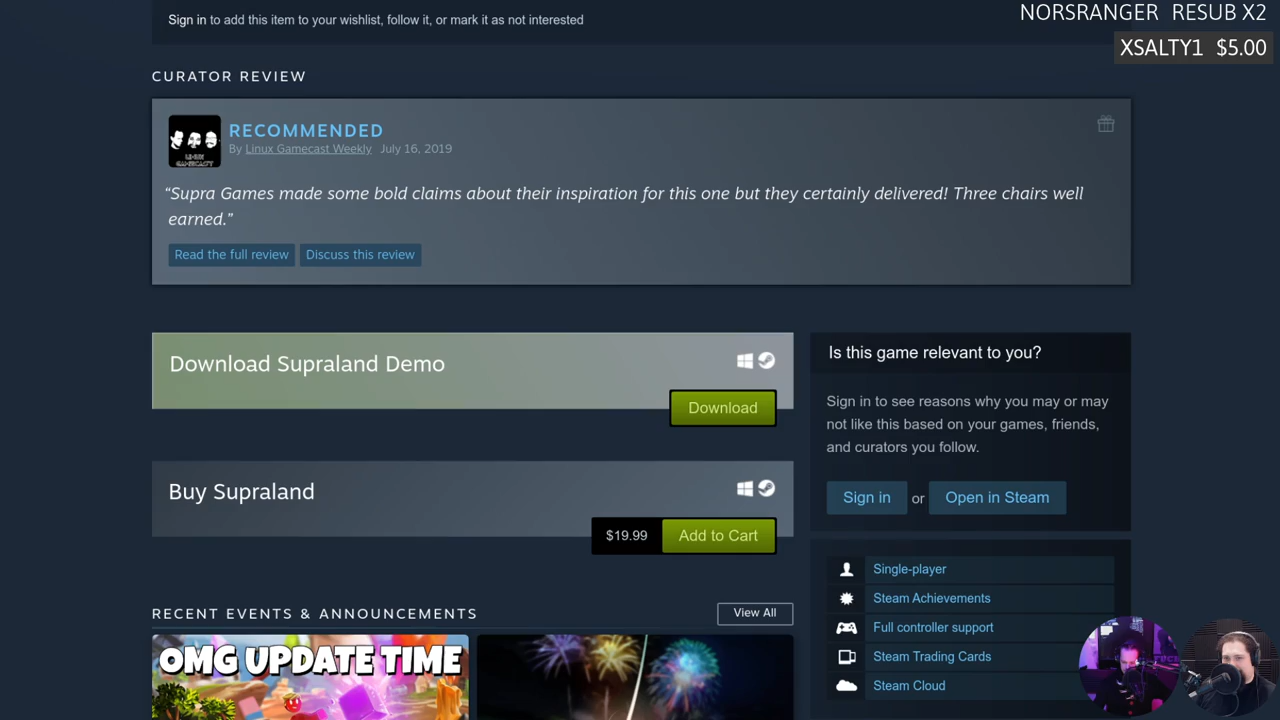 NORSRANGER RESUB X2
Sign in to add this item to your wishlist, follow it, or mark it as not interested
XSALTY1 $5.00
CURATOR REVIEW
RECOMMENDED
By Linux Gamecast Weekly July 16, 2019
LINUX
GAMECAST
“Supra Games made some bold claims about their inspiration for this one but they certainly delivered! Three chairs well
earned.”
Read the full review Discuss this review
Download Supraland Demo
Download
Is this game relevant to you?
Sign in to see reasons why you may or may
not like this based on your games, friends,
and curators you follow.
Sign in or Open in Steam
Buy Supraland
$19.99 Add to Cart
Single-player
Steam Achievements
Full controller support
Steam Trading Cards
Steam Cloud
RECENT EVENTS & ANNOUNCEMENTS View All
OMG UPDATE TIME